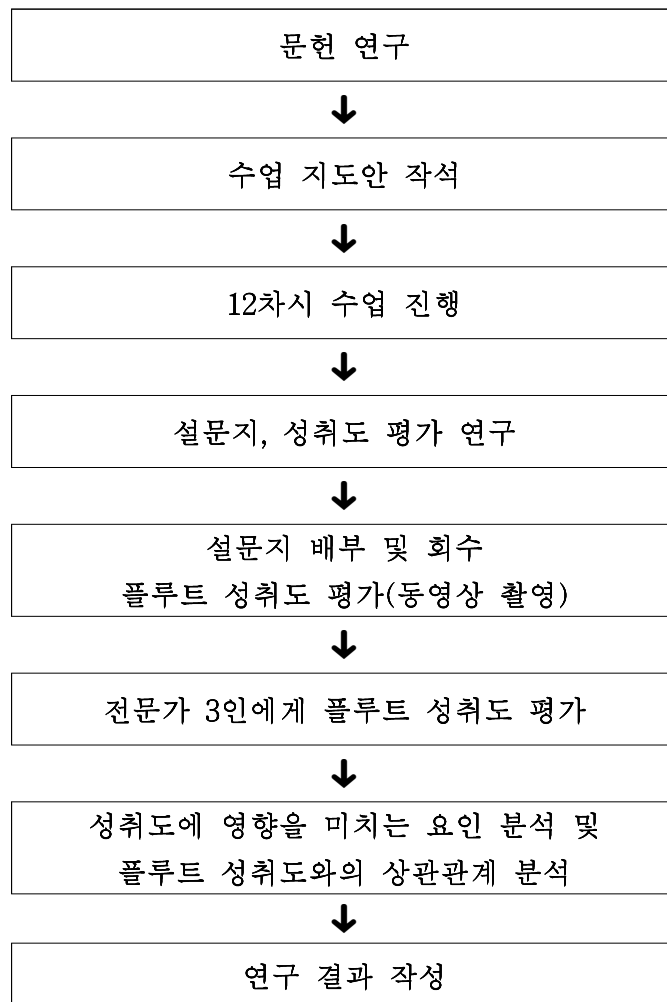 문헌 연구
수업 지도안 작석
12차시 수업 진행
설문지, 성취도 평가 연구
설문지 배부 및 회수
플루트 성취도 평가(동영상 촬영)
전문가 3인에게 플루트 성취도 평가
성취도에 영향을 미치는 요인 분석 및
플루트 성취도와의 상관관계 분석
연구 결과 작성